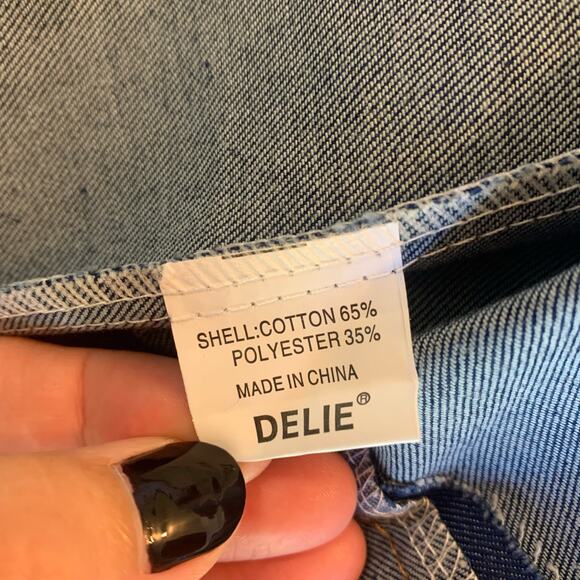 SHELL:COTTON 65%
POLYESTER 35%
MADE IN CHINA
DELIE®